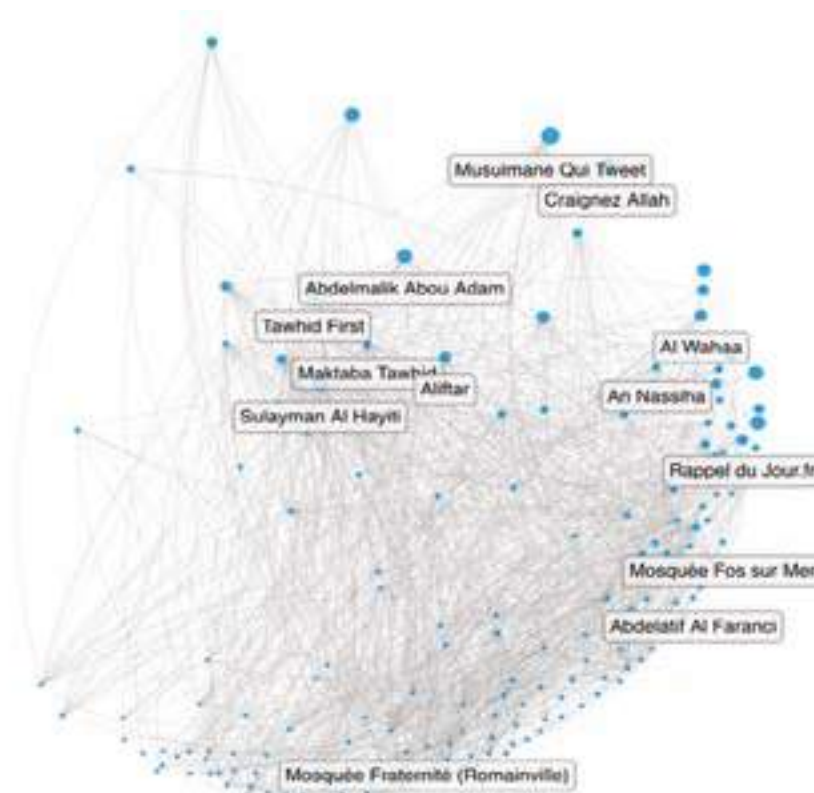 Musulmane Qui Tweet
Craignez Allah
Abdelmalik Abou Adam
Tawhid First
Al Wahaa
Maktaba Tawhid
Aliftar
An Nassiha
Sulayman Al Hayiti
Rappel du Jour.fr
Mosquée Fos sur Mer
Abdelatif Al Faranci
Mosquée Fraternité (Romainville)